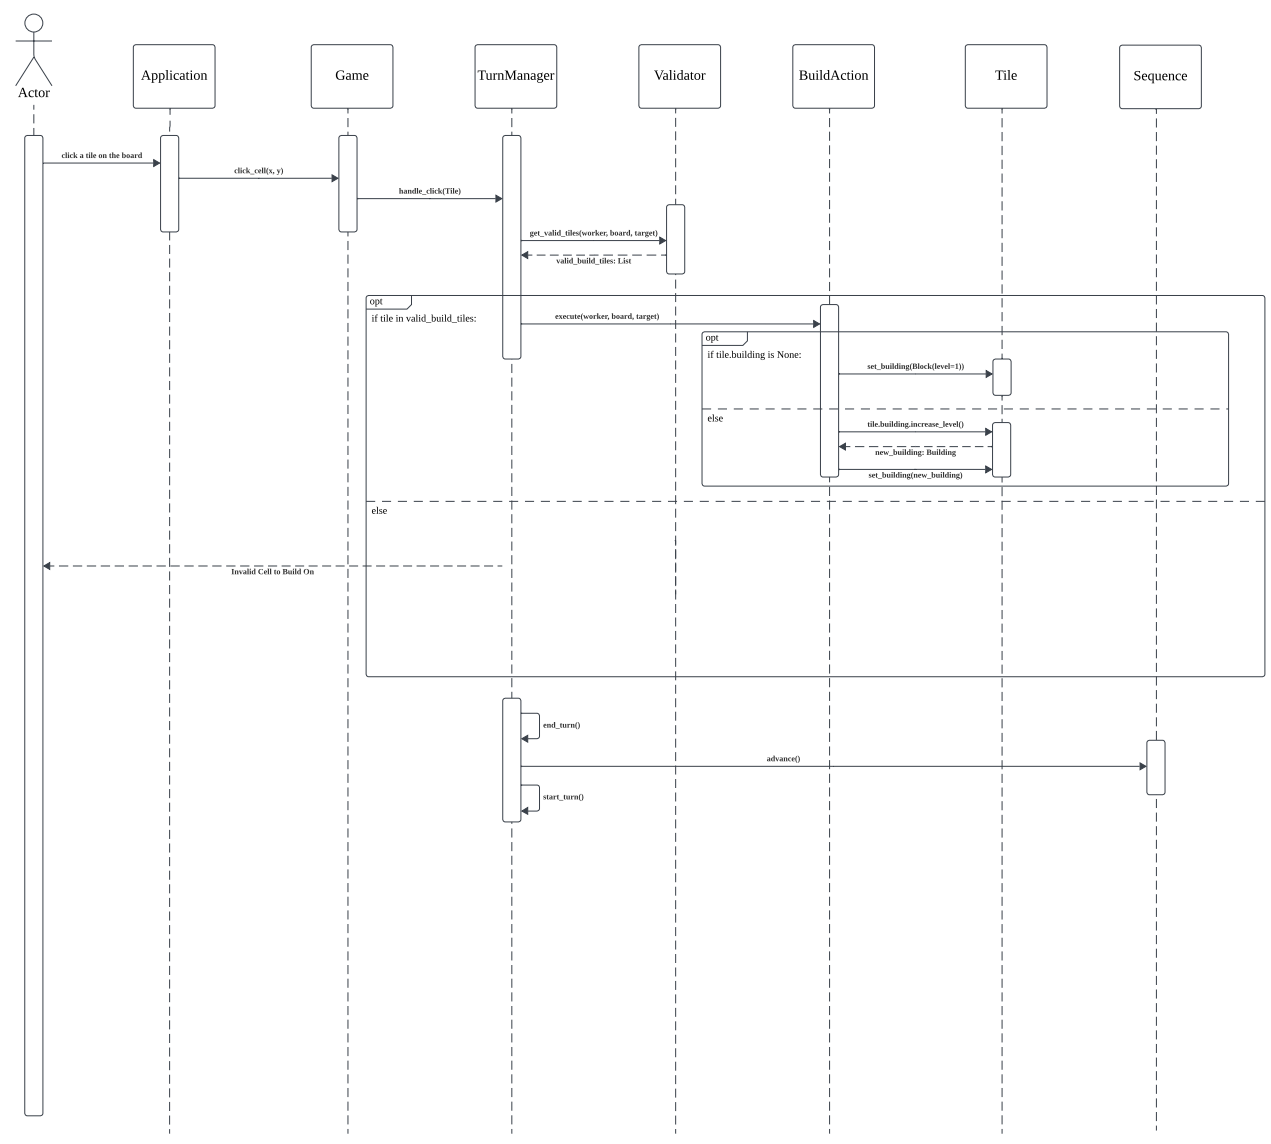 Actor
Application
Game
TurnManager
Validator
BuildAction
Tile
Sequence
click a tile on the board
click_cell(x, y)
handle_click(Tile)
get_valid_tiles(worker, board, target)
valid_build_tiles: List
opt
if tile in valid_build_tiles:
execute(worker, board, target)
opt
if tile.building is None:
set_building(Block(level=1))
else
tile.building.increase_level()
new_building: Building
set_building(new_building)
else
Invalid Cell to Build On
end_turn()
advance()
start_turn()